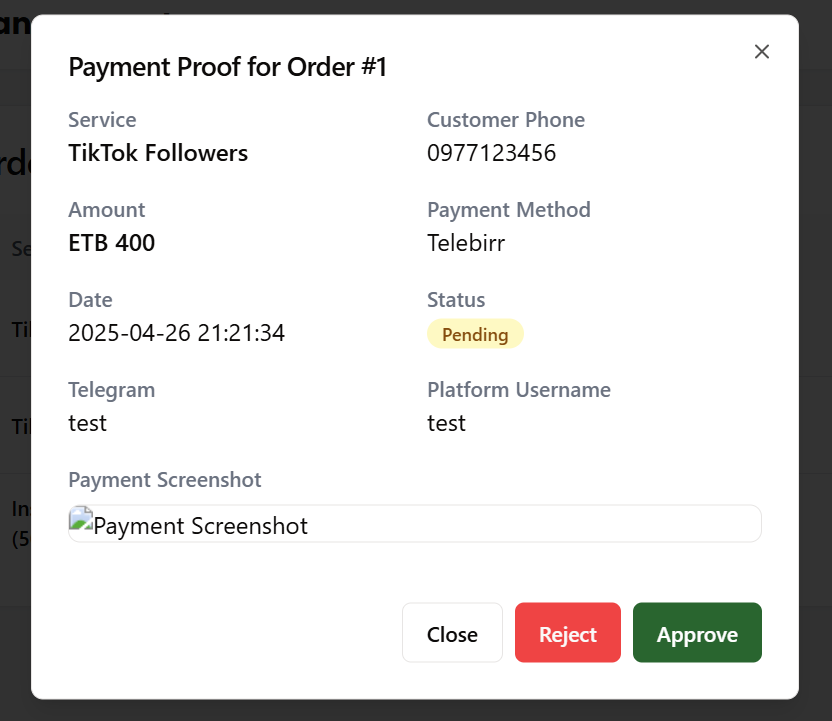 Payment Proof for Order #1
Service
TikTok Followers
Customer Phone
0977123456
Amount
ETB 400
Payment Method
Telebirr
Date
2025-04-26 21:21:34
Status
Pending
Telegram
test
Platform Username
test
Payment Screenshot
Payment Screenshot
Close
Reject
Approve